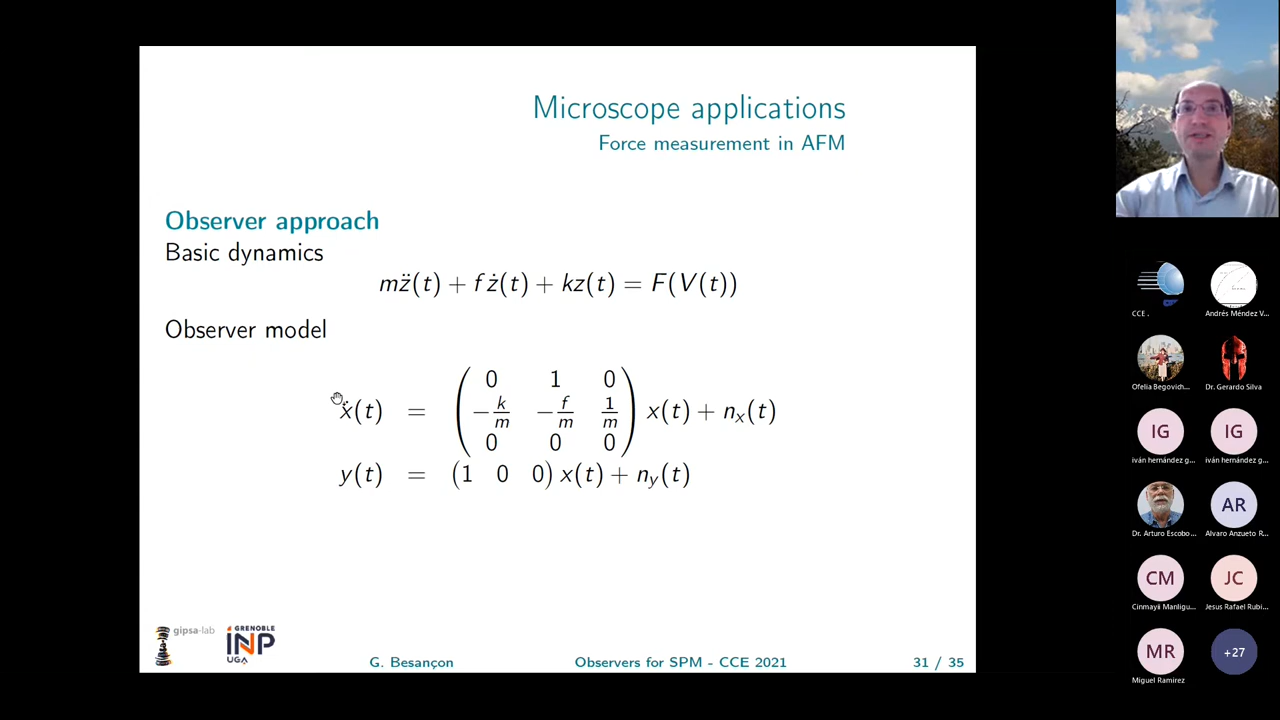 Microscope applications
Force measurement in AFM
Observer approach
Basic dynamics
mz̈(t) + fż(t) + kz(t) = F(V(t))
Observer model
ẋ(t) = ( 0 1 0 ; −k/m −f/m 1/m ; 0 0 0 ) x(t) + nₓ(t)
y(t) = (1 0 0) x(t) + n_y(t)
gipsa-lab
GRENOBLE
INP
UGA
G. Besançon
Observers for SPM - CCE 2021
31 / 35
CCE .
Andrés Méndez V...
Ofelia Begovich...
Dr. Gerardo Silva
IG
IG
iván hernández g...
iván hernández g...
AR
Dr. Arturo Escobo...
Alvaro Anzueto R...
CM
JC
Cinmayii Manligu...
Jesus Rafael Rubi...
MR
+27
Miguel Ramirez